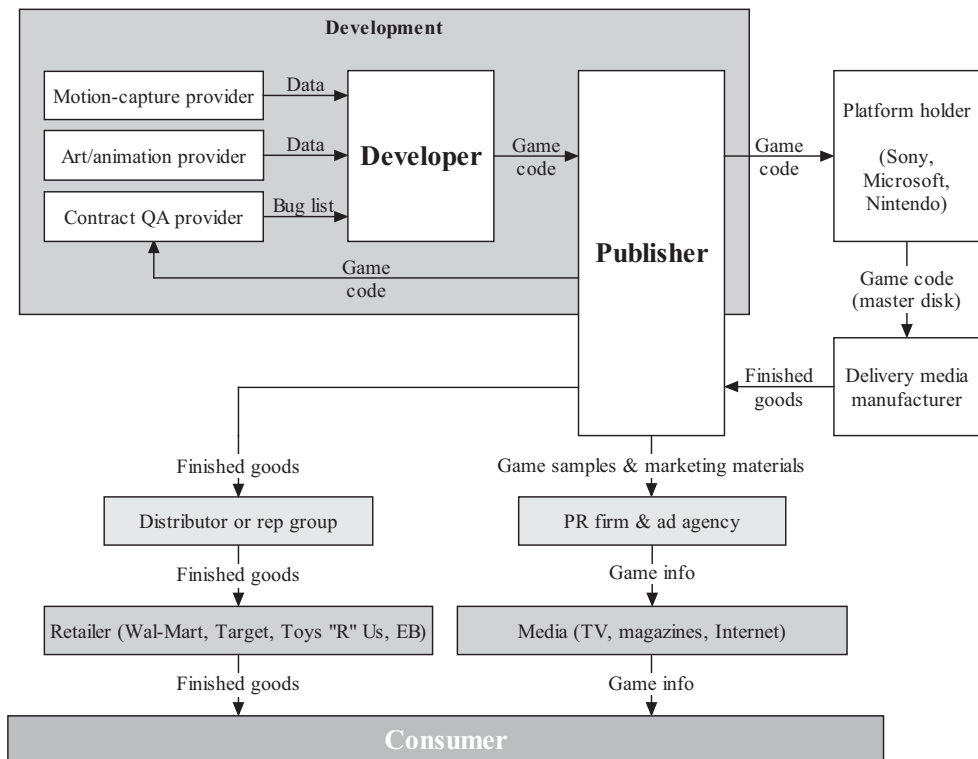 Development
Motion-capture provider
Data
Art/animation provider
Data
Contract QA provider
Bug list
Developer
Game
code
Game
code
Publisher
Game
code
Platform holder
(Sony,
Microsoft,
Nintendo)
Game code
(master disk)
Delivery media
manufacturer
Finished
goods
Finished goods
Distributor or rep group
Finished goods
Retailer (Wal-Mart, Target, Toys "R" Us, EB)
Finished goods
Game samples & marketing materials
PR firm & ad agency
Game info
Media (TV, magazines, Internet)
Game info
Consumer